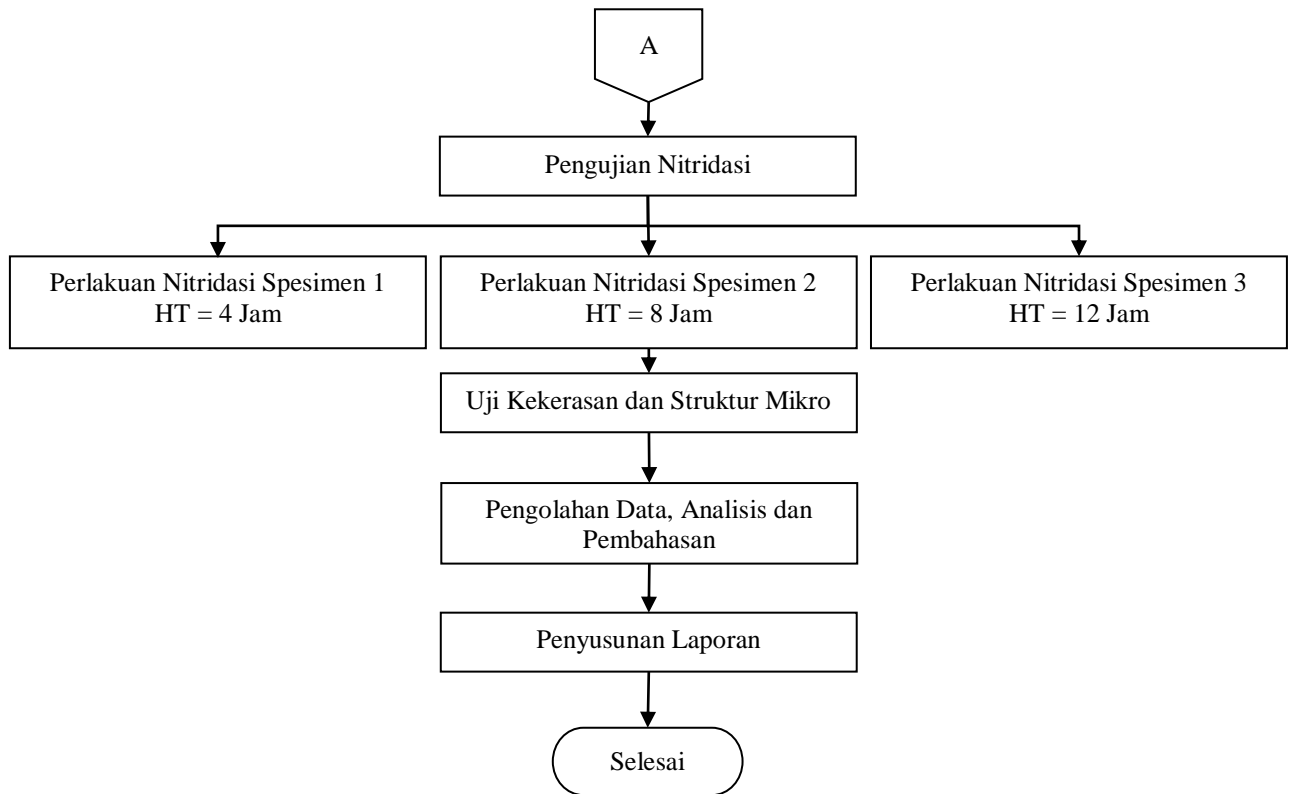 A
Pengujian Nitridasi
Perlakuan Nitridasi Spesimen 1
HT = 4 Jam
Perlakuan Nitridasi Spesimen 2
HT = 8 Jam
Perlakuan Nitridasi Spesimen 3
HT = 12 Jam
Uji Kekerasan dan Struktur Mikro
Pengolahan Data, Analisis dan
Pembahasan
Penyusunan Laporan
Selesai